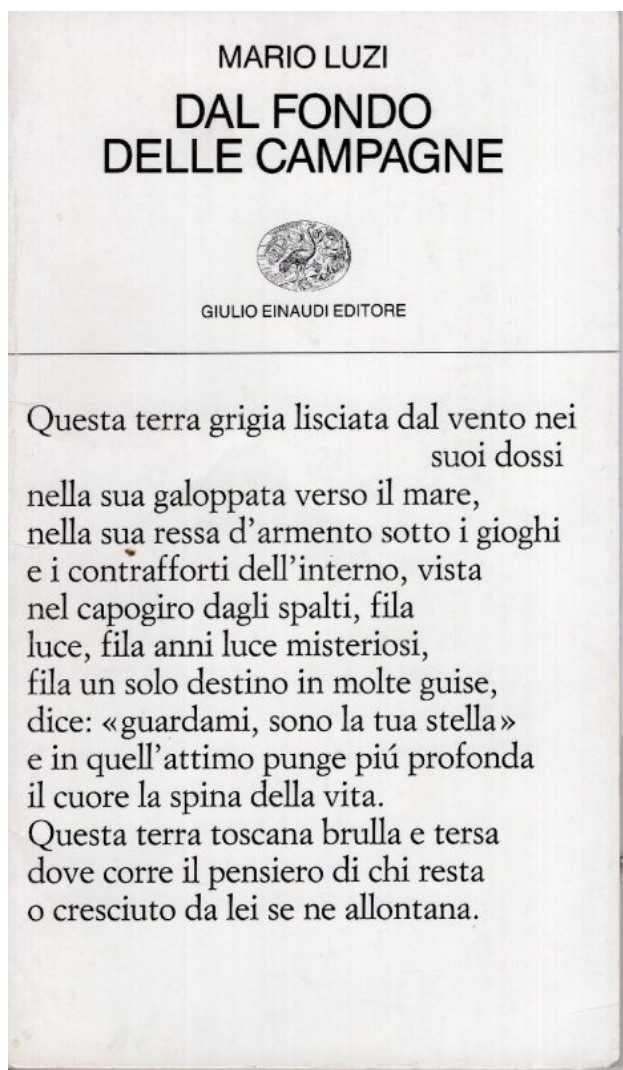 MARIO LUZI
DAL FONDO
DELLE CAMPAGNE
GIULIO EINAUDI EDITORE
Questa terra grigia lisciata dal vento nei
suoi dossi
nella sua galoppata verso il mare,
nella sua ressa d’armento sotto i gioghi
e i contrafforti dell’interno, vista
nel capogiro dagli spalti, fila
luce, fila anni luce misteriosi,
fila un solo destino in molte guise,
dice: «guardami, sono la tua stella»
e in quell’attimo punge piú profonda
il cuore la spina della vita.
Questa terra toscana brulla e tersa
dove corre il pensiero di chi resta
o cresciuto da lei se ne allontana.